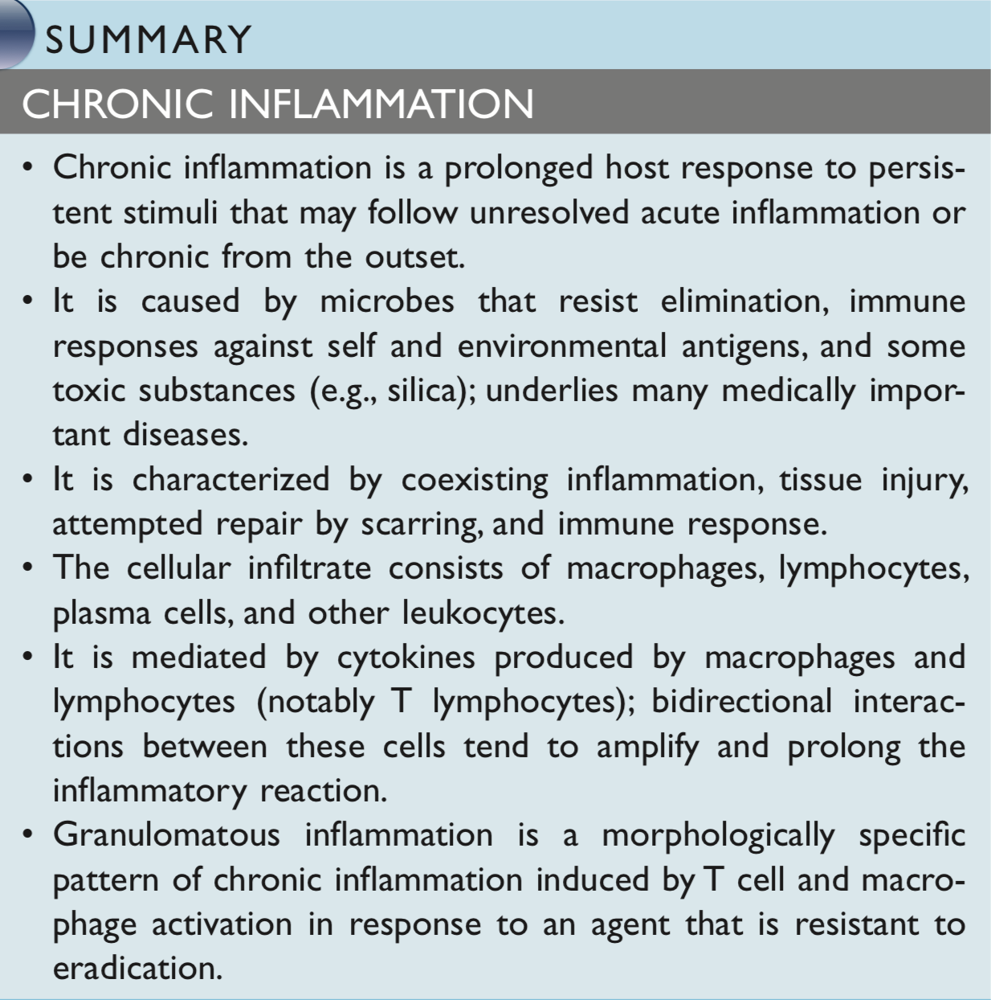 SUMMARY
CHRONIC INFLAMMATION
• Chronic inflammation is a prolonged host response to persis-
tent stimuli that may follow unresolved acute inflammation or
be chronic from the outset.
• It is caused by microbes that resist elimination, immune
responses against self and environmental antigens, and some
toxic substances (e.g., silica); underlies many medically impor-
tant diseases.
• It is characterized by coexisting inflammation, tissue injury,
attempted repair by scarring, and immune response.
• The cellular infiltrate consists of macrophages, lymphocytes,
plasma cells, and other leukocytes.
• It is mediated by cytokines produced by macrophages and
lymphocytes (notably T lymphocytes); bidirectional interac-
tions between these cells tend to amplify and prolong the
inflammatory reaction.
• Granulomatous inflammation is a morphologically specific
pattern of chronic inflammation induced by T cell and macro-
phage activation in response to an agent that is resistant to
eradication.